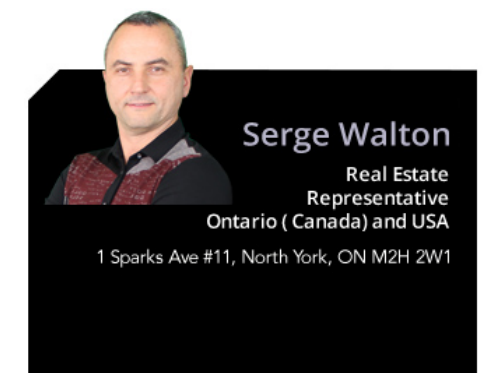 Serge Walton
Real Estate
Representative
Ontario ( Canada) and USA
1 Sparks Ave #11, North York, ON M2H 2W1